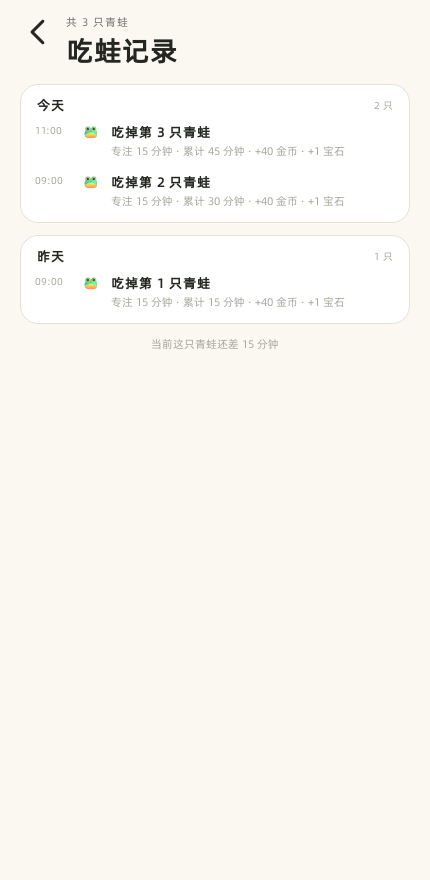 共 3 只青蛙
吃蛙记录
今天
2 只
11:00
吃掉第 3 只青蛙
专注 15 分钟 · 累计 45 分钟 · +40 金币 · +1 宝石
09:00
吃掉第 2 只青蛙
专注 15 分钟 · 累计 30 分钟 · +40 金币 · +1 宝石
昨天
1 只
09:00
吃掉第 1 只青蛙
专注 15 分钟 · 累计 15 分钟 · +40 金币 · +1 宝石
当前这只青蛙还差 15 分钟